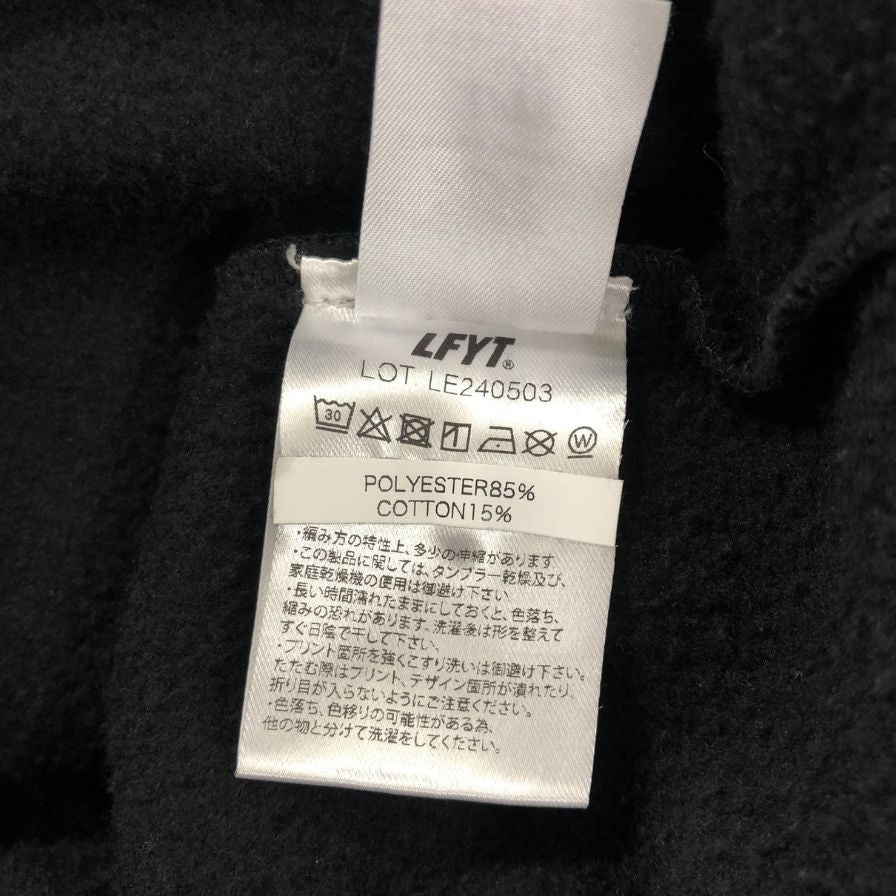 LFYT®
LOT. LE240503
30
W
POLYESTER85%
COTTON15%
・編み方の特性上、多少の伸縮があります
・この製品に関しては、タンブラー乾燥及び、
家庭乾燥機の使用は御避け下さい
・長い時間濡れたままにしておくと、色落ち、
縮みの恐れがあります、洗濯後は形を整えて
すぐ日陰で干して下さい。
・プリント箇所を強くこすり洗いは御避け下さい。
たたむ際はプリント、デザイン箇所が潰れたり、
折り目が入らないようにご注意ください。
・色落ち、色移りの可能性がある為、
他の物と分けて洗濯をしてください。